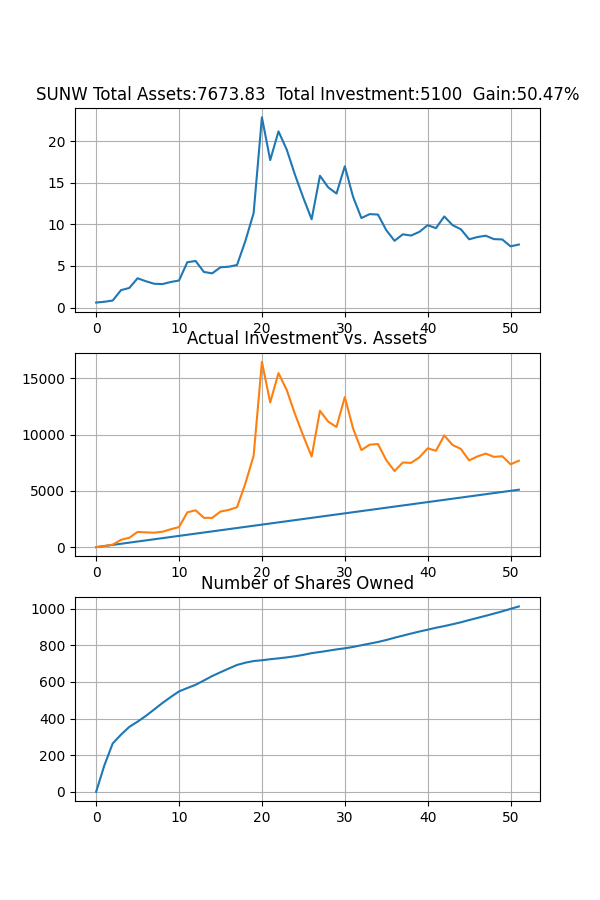 SUNW Total Assets:7673.83  Total Investment:5100  Gain:50.47%
20
15
10
5
0
0 10 20 30 40 50
Actual Investment vs. Assets
15000
10000
5000
0
0 10 20 30 40 50
Number of Shares Owned
1000
800
600
400
200
0
0 10 20 30 40 50